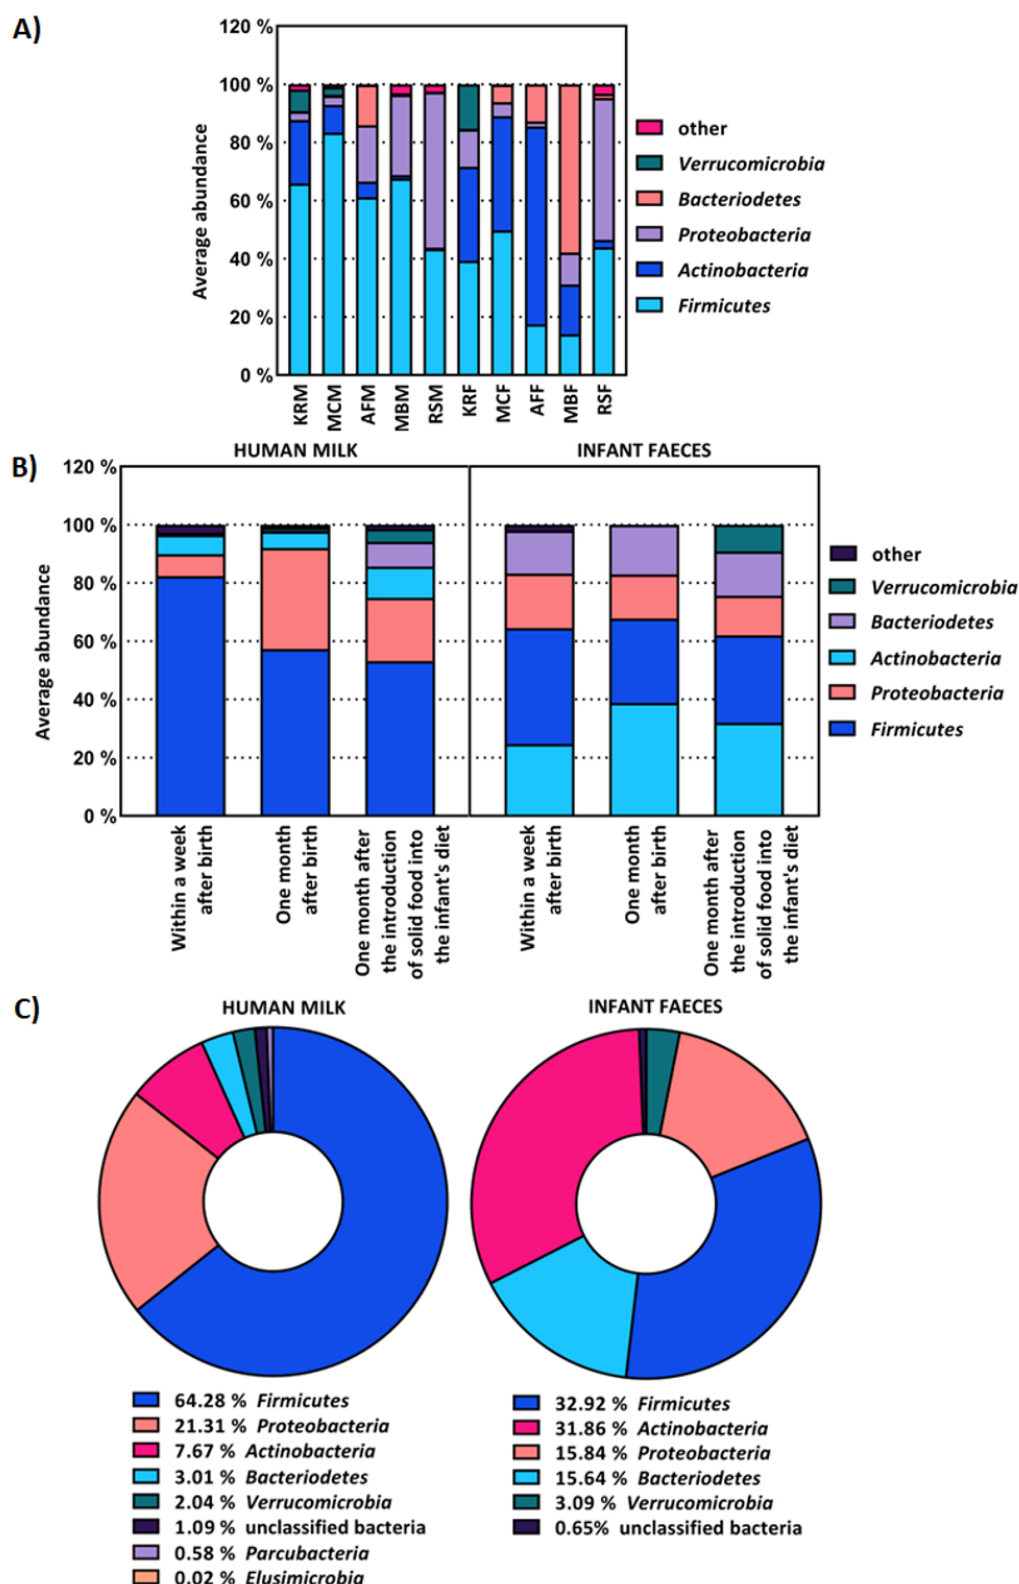 A)
120 %
100 %
80 %
60 %
40 %
20 %
0 %
Average abundance
KRM
MCM
AFM
MBM
RSM
KRF
MCF
AFF
MBF
RSF
other
Verrucomicrobia
Bacteriodetes
Proteobacteria
Actinobacteria
Firmicutes
B)
HUMAN MILK
INFANT FAECES
120 %
100 %
80 %
60 %
40 %
20 %
0 %
Average abundance
Within a week
after birth
One month
after birth
One month after
the introduction
of solid food into
the infant's diet
Within a week
after birth
One month
after birth
One month after
the introduction
of solid food into
the infant's diet
other
Verrucomicrobia
Bacteriodetes
Actinobacteria
Proteobacteria
Firmicutes
C)
HUMAN MILK
64.28 % Firmicutes
21.31 % Proteobacteria
7.67 % Actinobacteria
3.01 % Bacteriodetes
2.04 % Verrucomicrobia
1.09 % unclassified bacteria
0.58 % Parcubacteria
0.02 % Elusimicrobia
INFANT FAECES
32.92 % Firmicutes
31.86 % Actinobacteria
15.84 % Proteobacteria
15.64 % Bacteriodetes
3.09 % Verrucomicrobia
0.65% unclassified bacteria